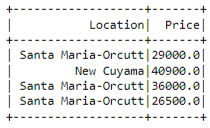 +-------------------+-------+
|           Location|  Price|
+-------------------+-------+
| Santa Maria-Orcutt|29000.0|
|         New Cuyama|40900.0|
| Santa Maria-Orcutt|36000.0|
| Santa Maria-Orcutt|26500.0|
+-------------------+-------+